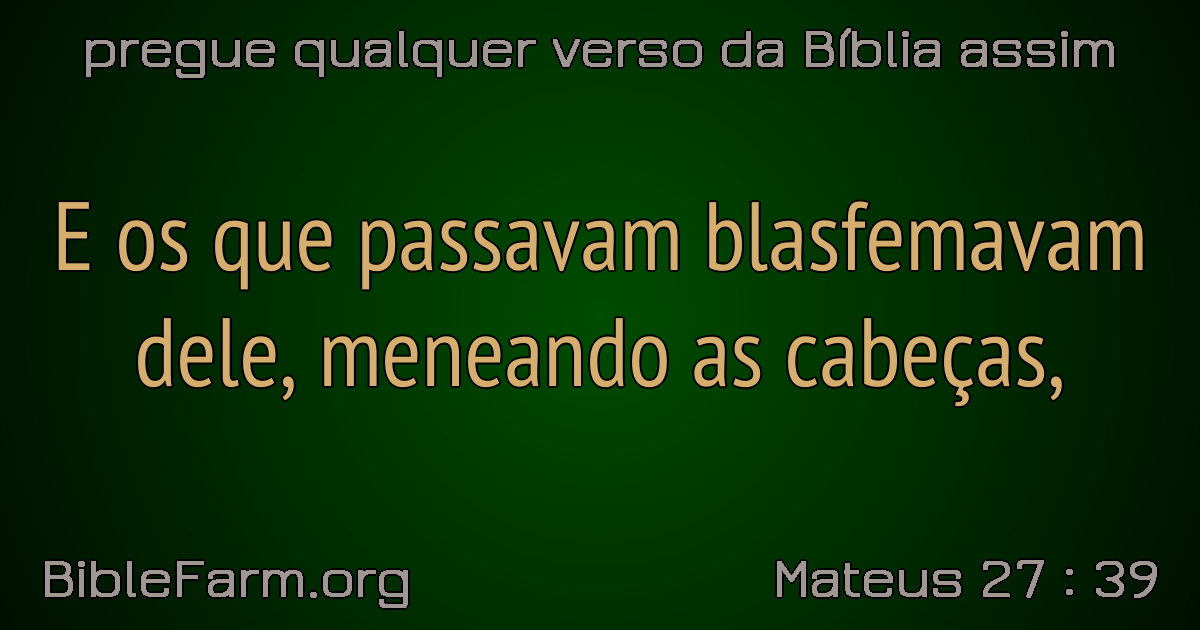 pregue qualquer verso da Bíblia assim
E os que passavam blasfemavam
dele, meneando as cabeças,
BibleFarm.org
Mateus 27 : 39